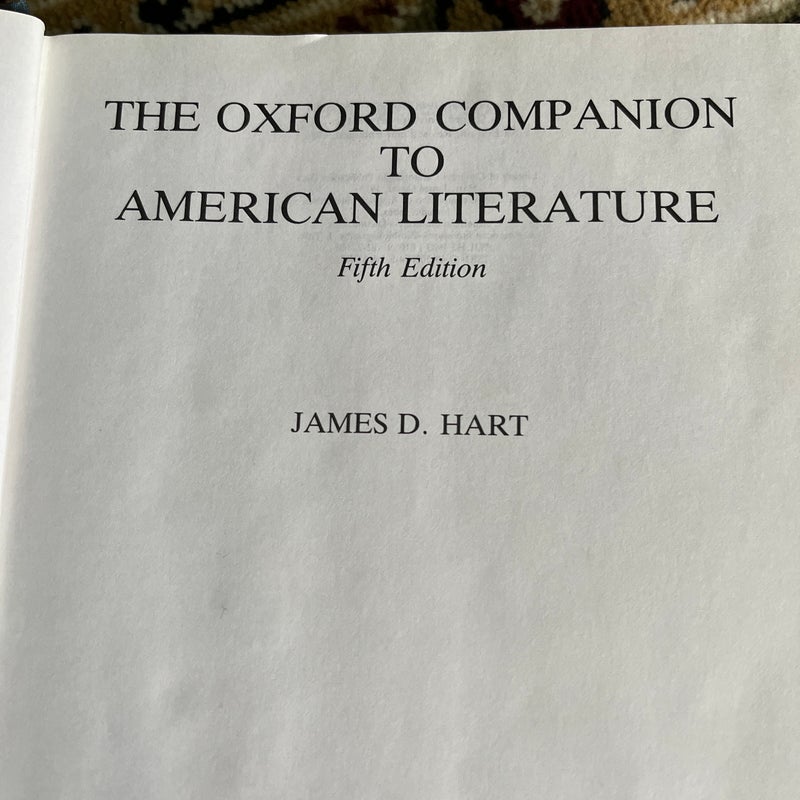 THE OXFORD COMPANION
TO
AMERICAN LITERATURE
Fifth Edition
JAMES D. HART